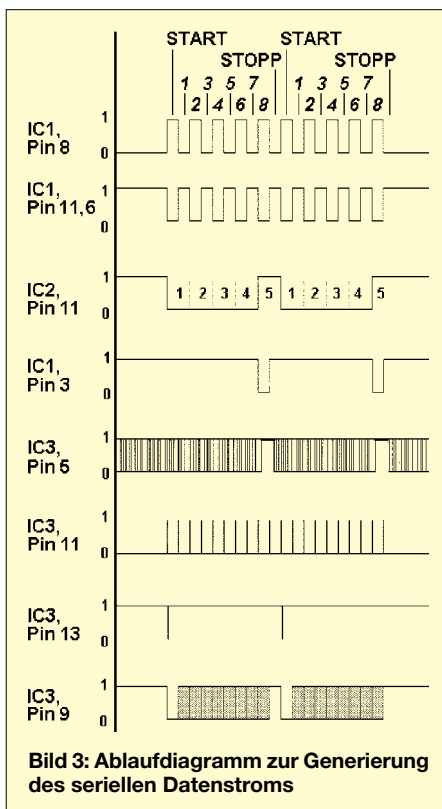 START START
STOPP STOPP
1 3 5 7 1 3 5 7
2 4 6 8 2 4 6 8
IC1,
Pin 8
1
0
IC1,
Pin 11,6
1
0
IC2,
Pin 11
1
0
1 2 3 4 5 1 2 3 4 5
IC1,
Pin 3
1
0
IC3,
Pin 5
1
0
IC3,
Pin 11
1
0
IC3,
Pin 13
1
0
IC3,
Pin 9
1
0
Bild 3: Ablaufdiagramm zur Generierung
des seriellen Datenstroms